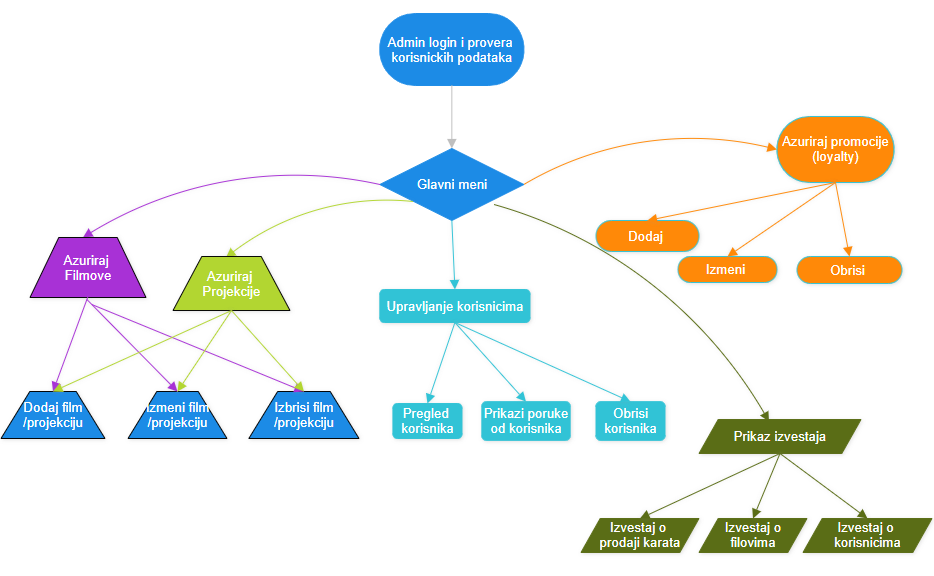 Admin login i provera
korisnickih podataka
Glavni meni
Azuriraj promocije
(loyalty)
Dodaj
Izmeni
Obrisi
Azuriraj
Filmove
Azuriraj
Projekcije
Upravljanje korisnicima
Dodaj film
/projekciju
Izmeni film
/projekciju
Izbrisi film
/projekciju
Pregled
korisnika
Prikazi poruke
od korisnika
Obrisi
korisnika
Prikaz izvestaja
Izvestaj o
prodaji karata
Izvestaj o
filovima
Izvestaj o
korisnicima